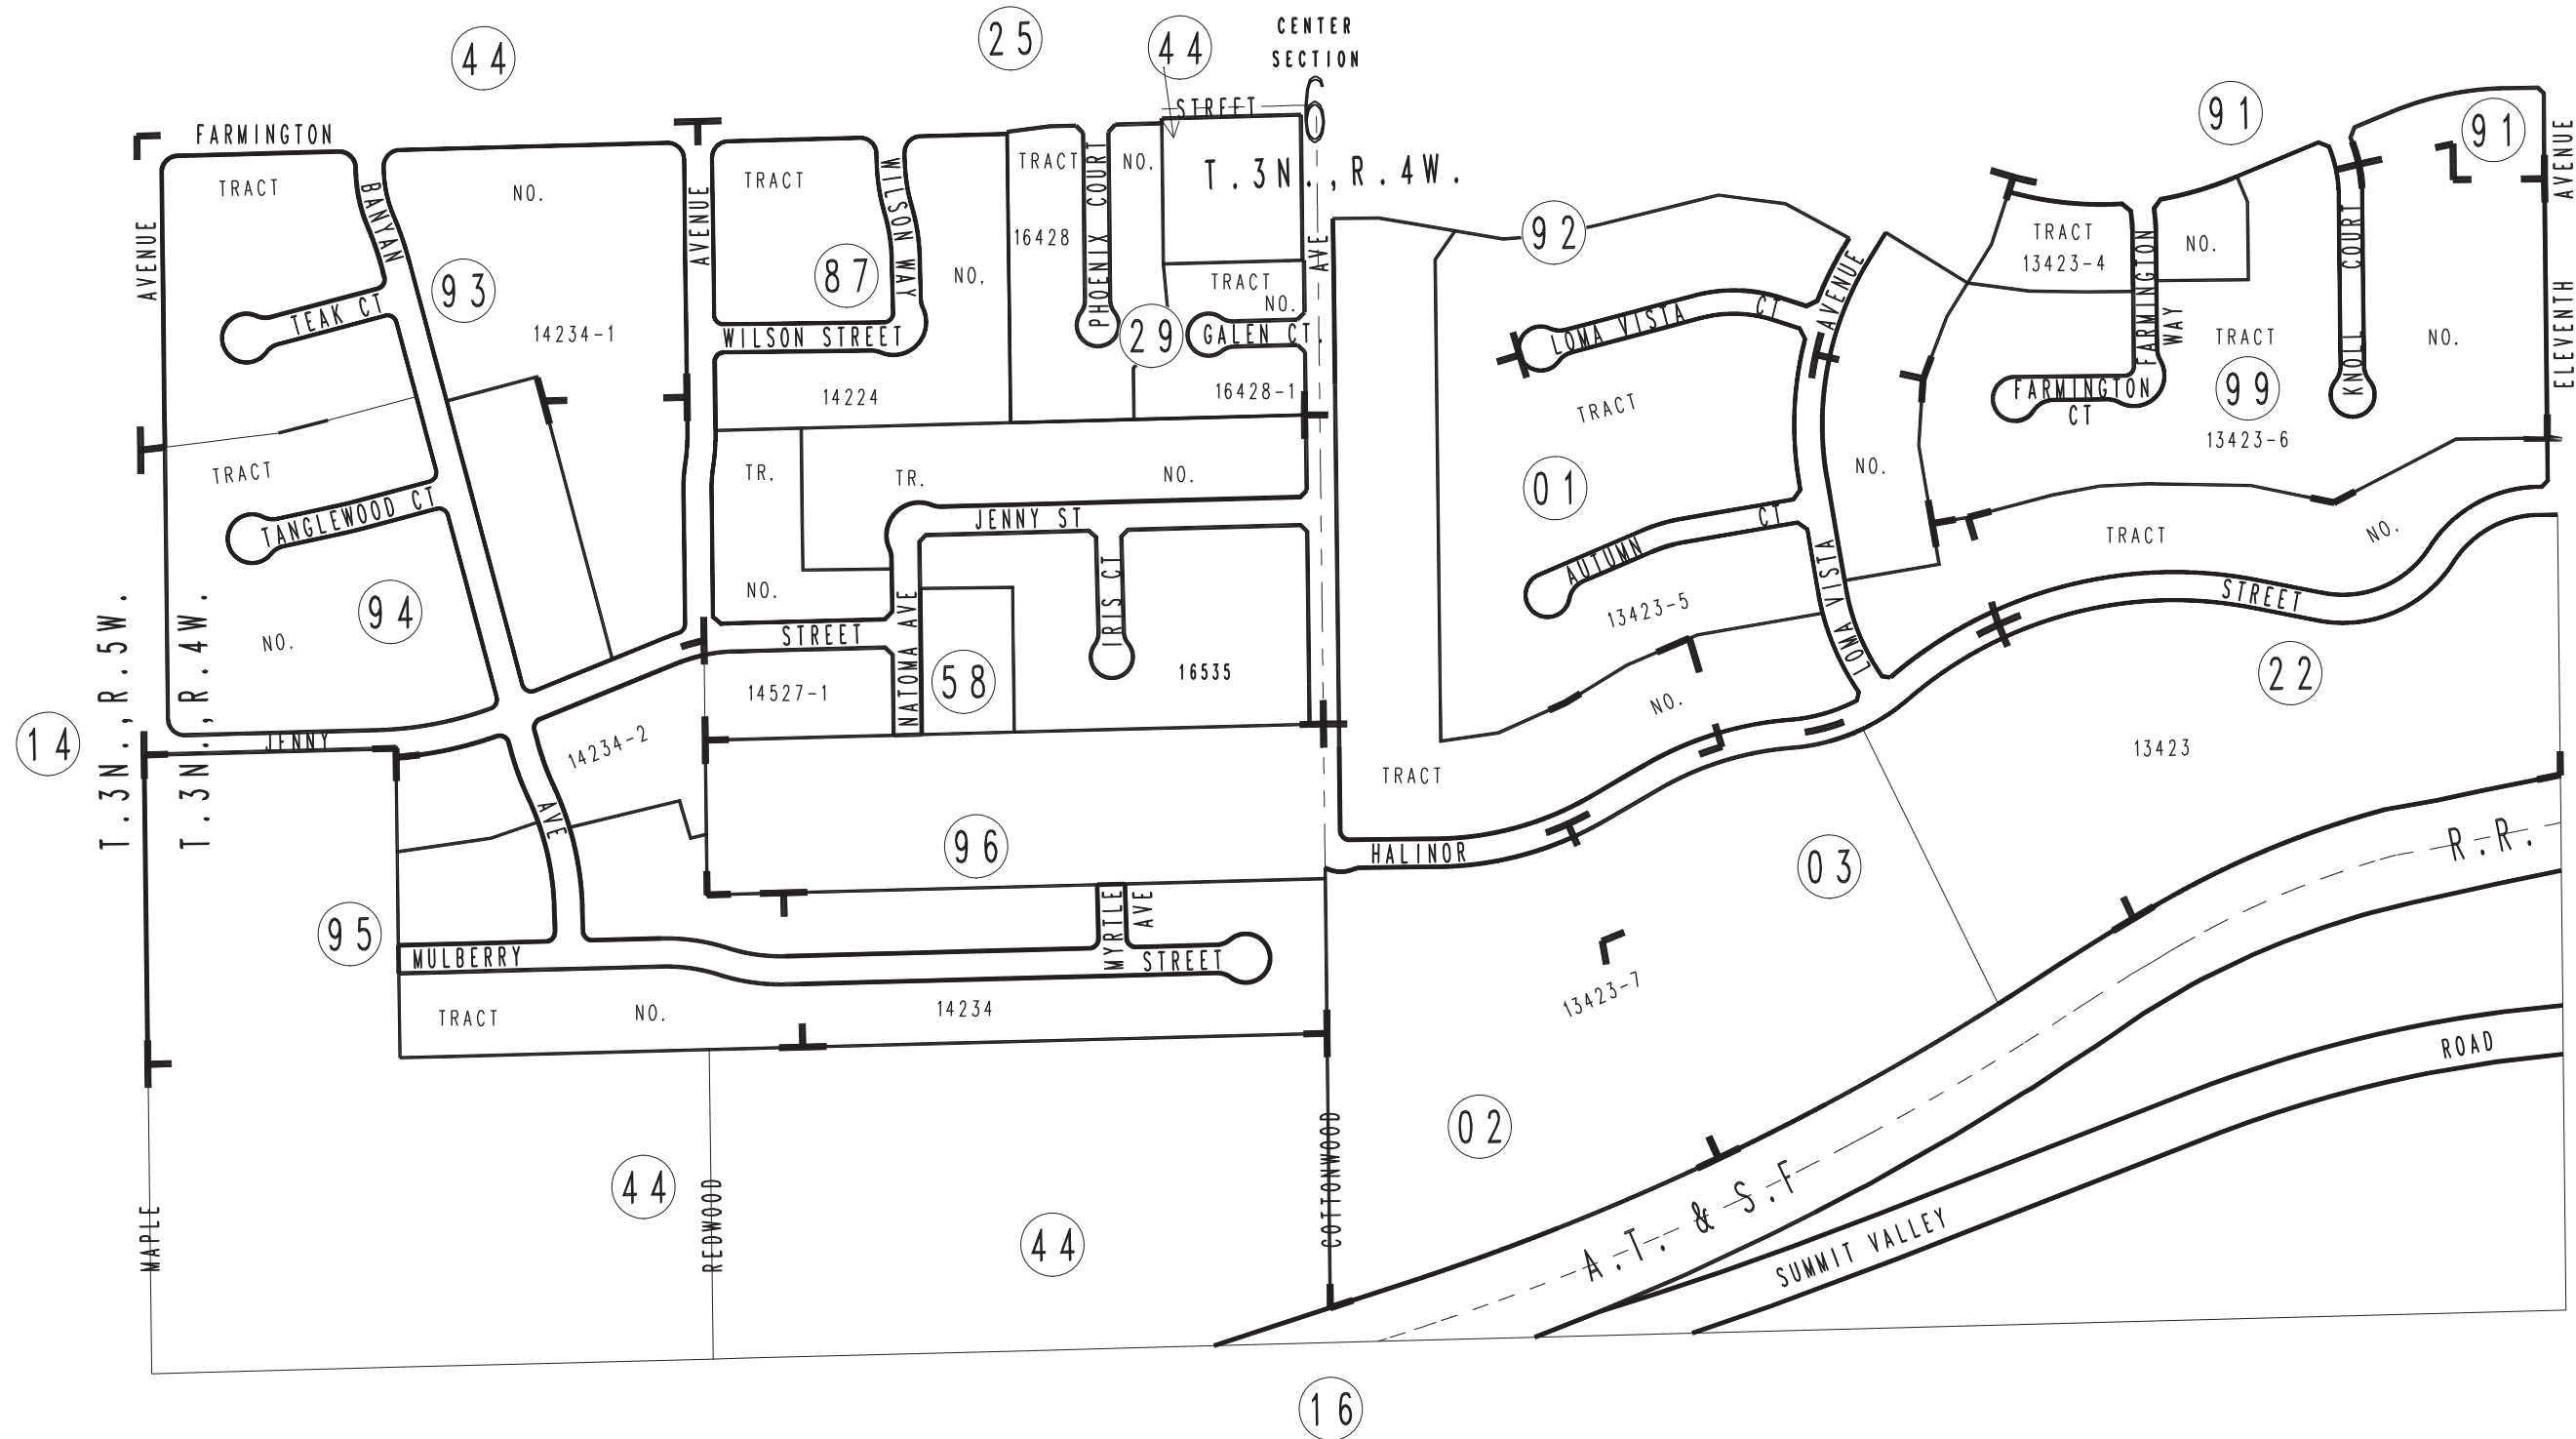 44
25
44
CENTER
SECTION
6
91
91
FARMINGTON
STREET
T.3N.,R.4W.
AVENUE
TRACT
BANYAN
NO.
AVENUE
TRACT
WILSON WAY
NO.
TRACT
16428
PHOENIX COURT
NO.
AVE
92
AVENUE
TRACT
13423-4
FARMINGTON
WAY
NO.
KNOLL COURT
AVENUE
ELEVENTH
93
87
TEAK CT
14234-1
WILSON STREET
14224
29
TRACT
NO.
GALEN CT.
16428-1
LOMA VISTA CT
TRACT
FARMINGTON
CT
TRACT
99
13423-6
NO.
TRACT
TANGLEWOOD CT
TR.
NO.
TR.
NO.
JENNY ST
01
NO.
AUTUMN CT
13423-5
LOMA VISTA
TRACT
NO.
T.3N.,R.5W.
T.3N.,R.4W.
94
NO.
STREET
14527-1
NATOMA AVE
58
IRIS CT
16535
NO.
STREET
22
13423
14
JENNY
14234-2
AVE
TRACT
96
HALINOR
03
R.R.
95
MULBERRY
MYRTLE
AVE
STREET
TRACT
NO.
14234
13423-7
ROAD
02
MAPLE
44
REDWOOD
44
COTTONWOOD
A.T. & S.F
SUMMIT VALLEY
16